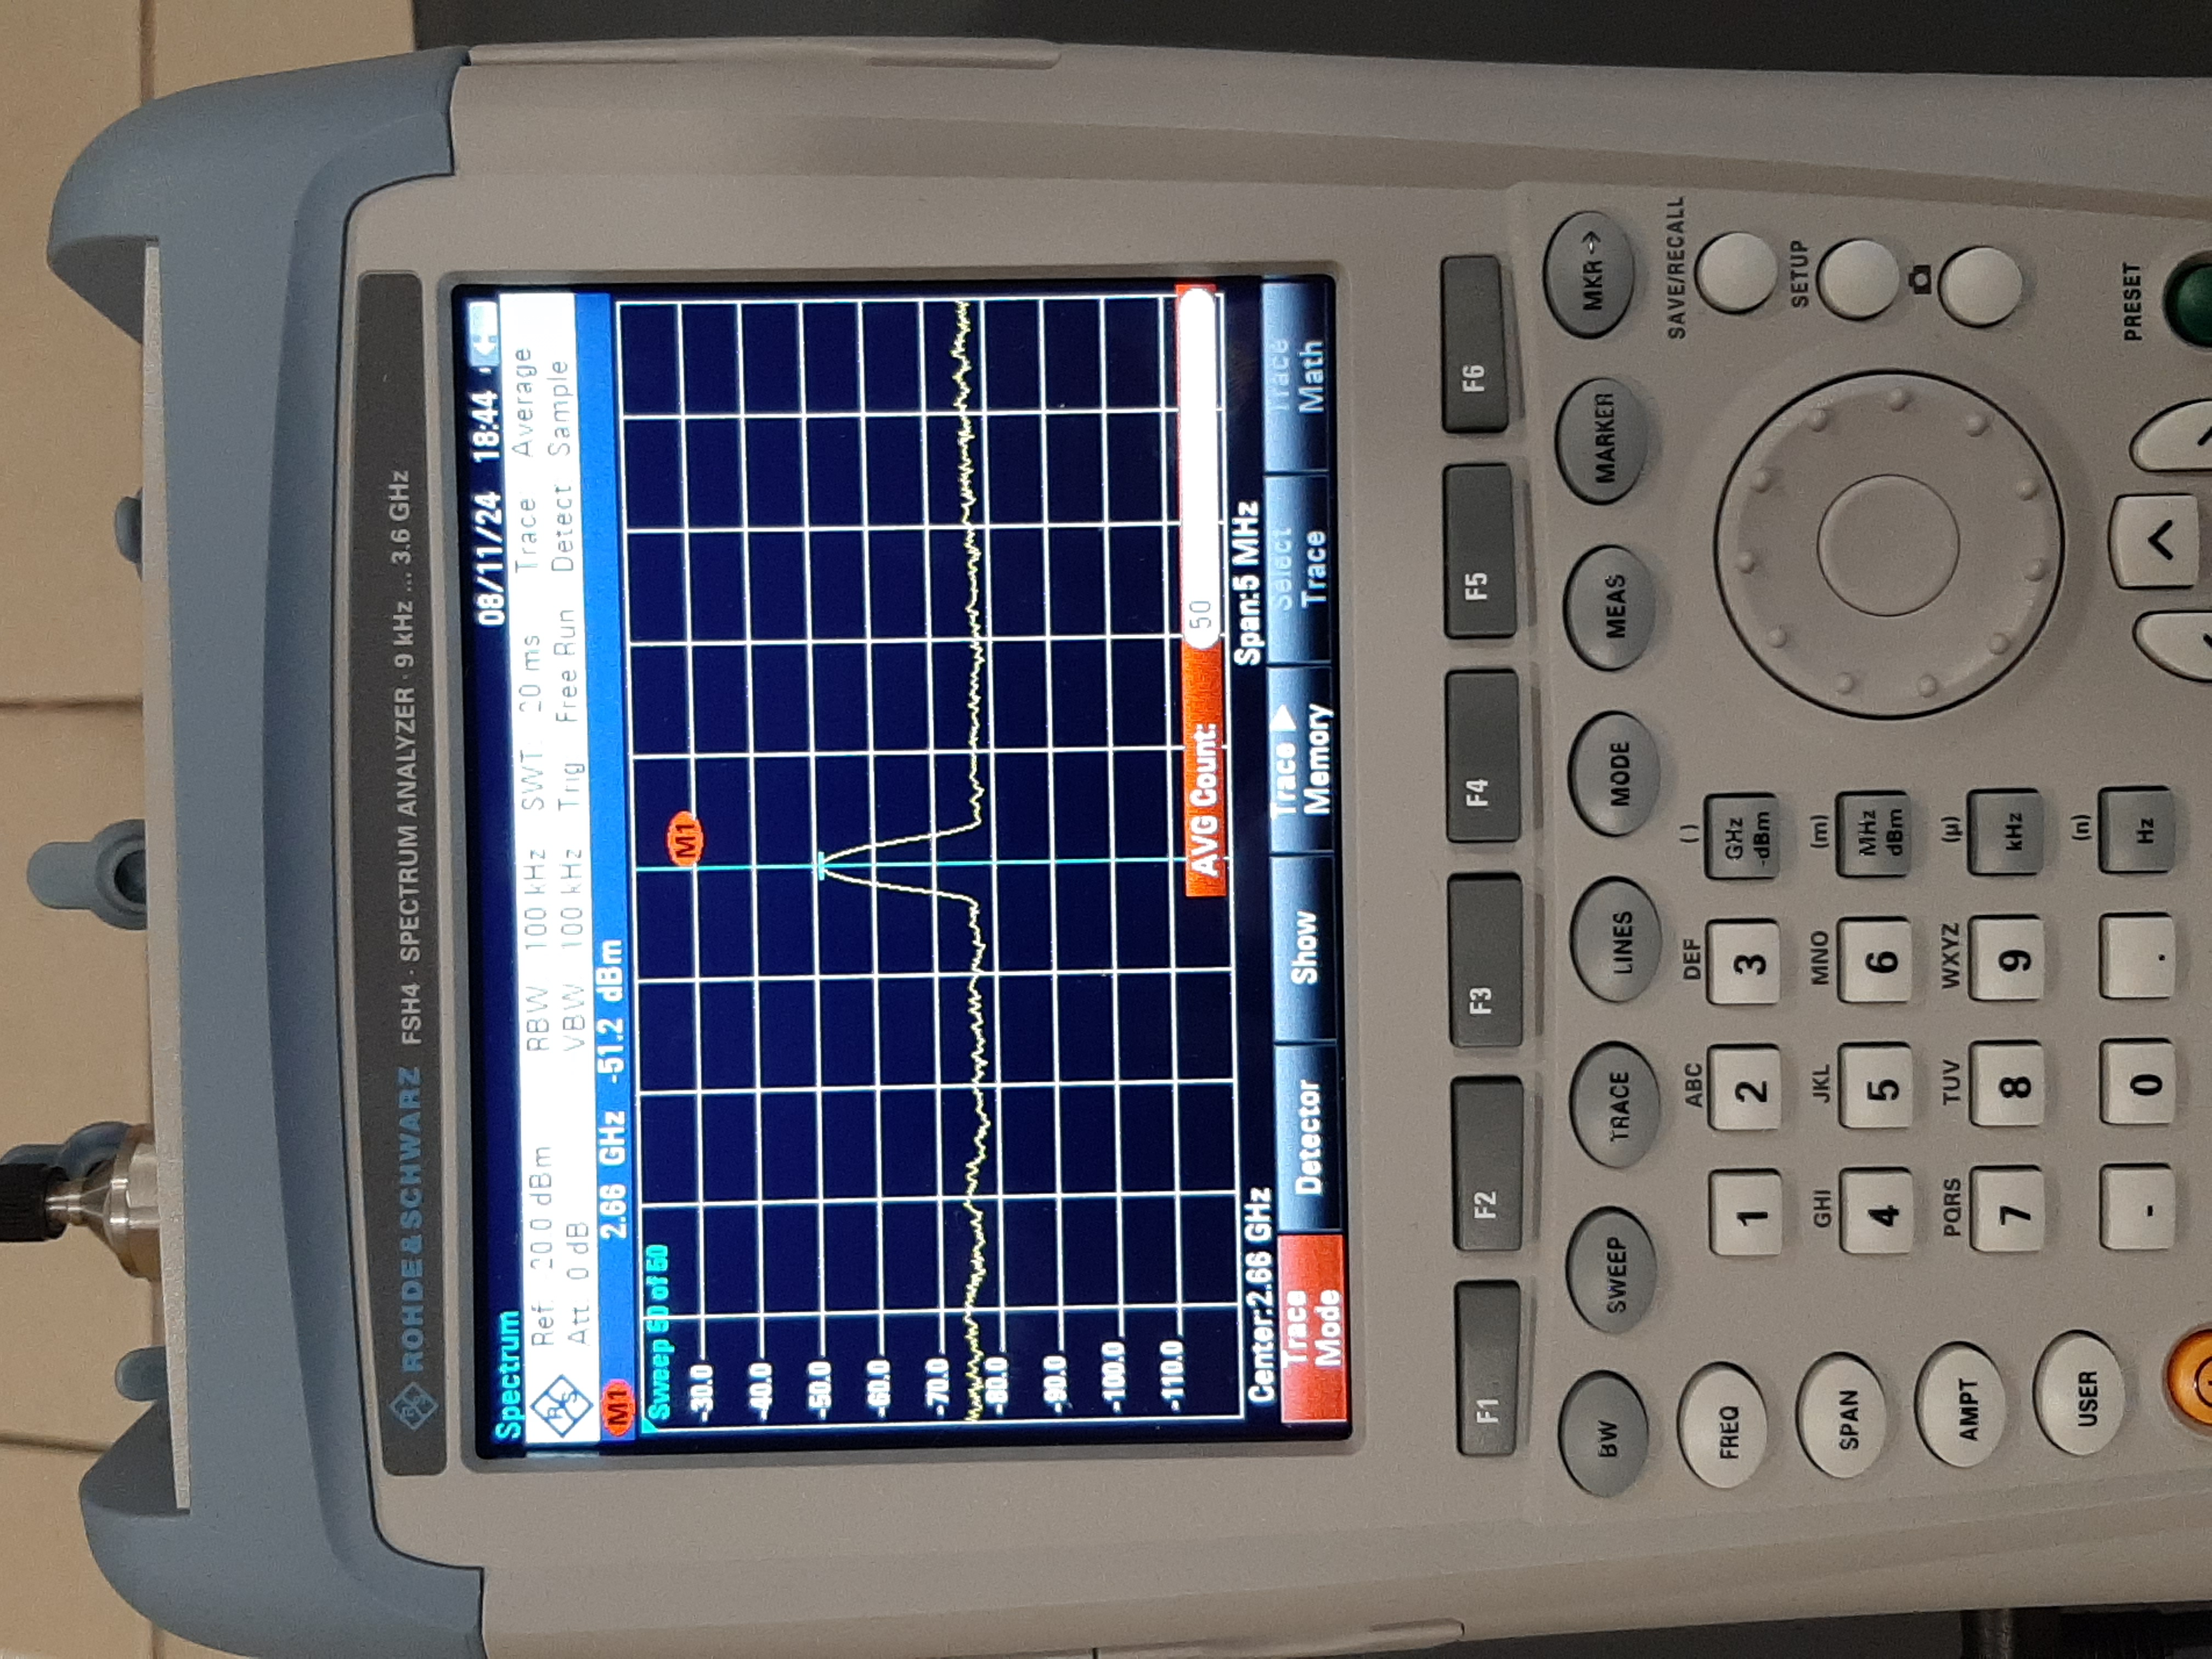 ROHDE & SCHWARZ FSH4 · SPECTRUM ANALYZER · 9 kHz ... 3.6 GHz
Spectrum 08/11/24 18:44
Ref: 20.0 dBm RBW 100 kHz SWT: 20 ms Trace Average
Att: 0 dB VBW 100 kHz Trig Free Run Detect Sample
M1 2.66 GHz -51.2 dBm
Sweep 50 of 50
M1
-30.0
-40.0
-50.0
-60.0
-70.0
-80.0
-90.0
-100.0
-110.0
AVG Count: 50
Center:2.66 GHz Span:5 MHz
Trace Mode Detector Show Trace Memory Select Trace Trace Math
F1 F2 F3 F4 F5 F6
BW SWEEP TRACE LINES MODE MEAS MARKER MKR→
SAVE/RECALL
FREQ
ABC DEF ( )
1 2 3 GHz -dBm
SETUP
SPAN
GHI JKL MNO (m)
4 5 6 MHz dBm
AMPT
PQRS TUV WXYZ (µ)
7 8 9 kHz
USER
(n)
- 0 . Hz
PRESET